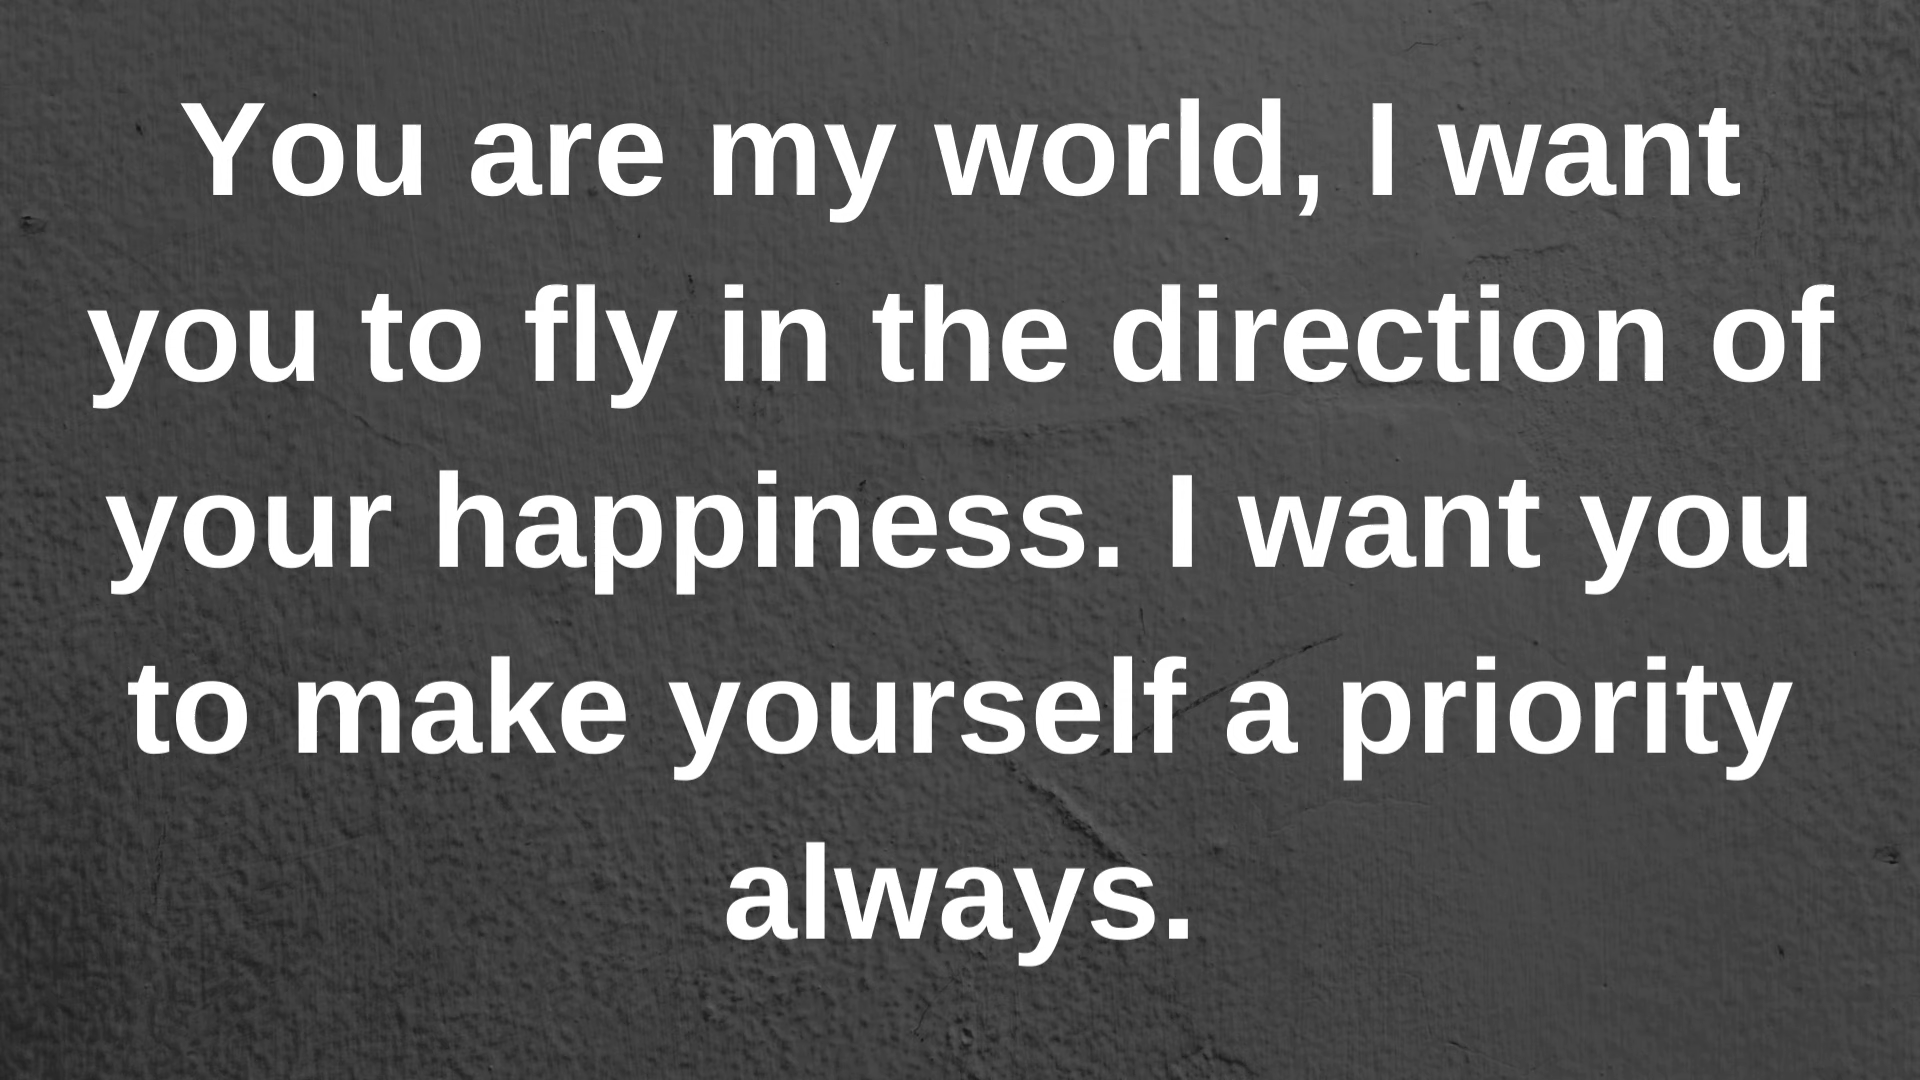 You are my world, I want
you to fly in the direction of
your happiness. I want you
to make yourself a priority
always.